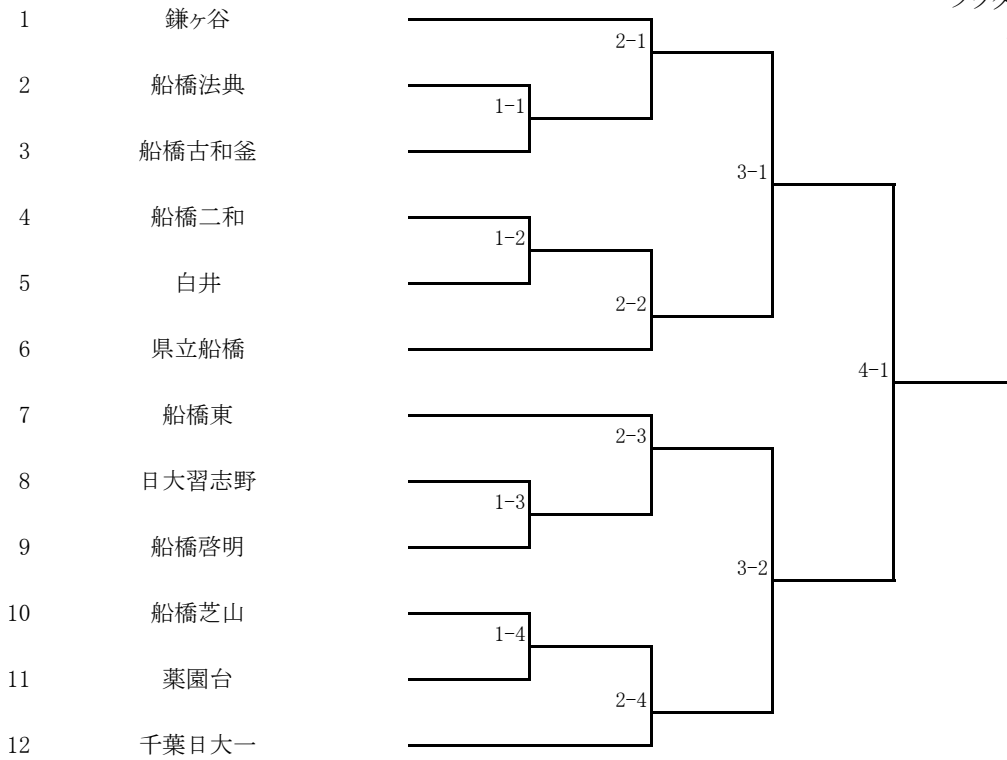 1 鎌ヶ谷
2-1
2 船橋法典
1-1
3 船橋古和釜
3-1
4 船橋二和
1-2
5 白井
2-2
6 県立船橋
4-1
7 船橋東
2-3
8 日大習志野
1-3
9 船橋啓明
3-2
10 船橋芝山
1-4
11 薬園台
2-4
12 千葉日大一